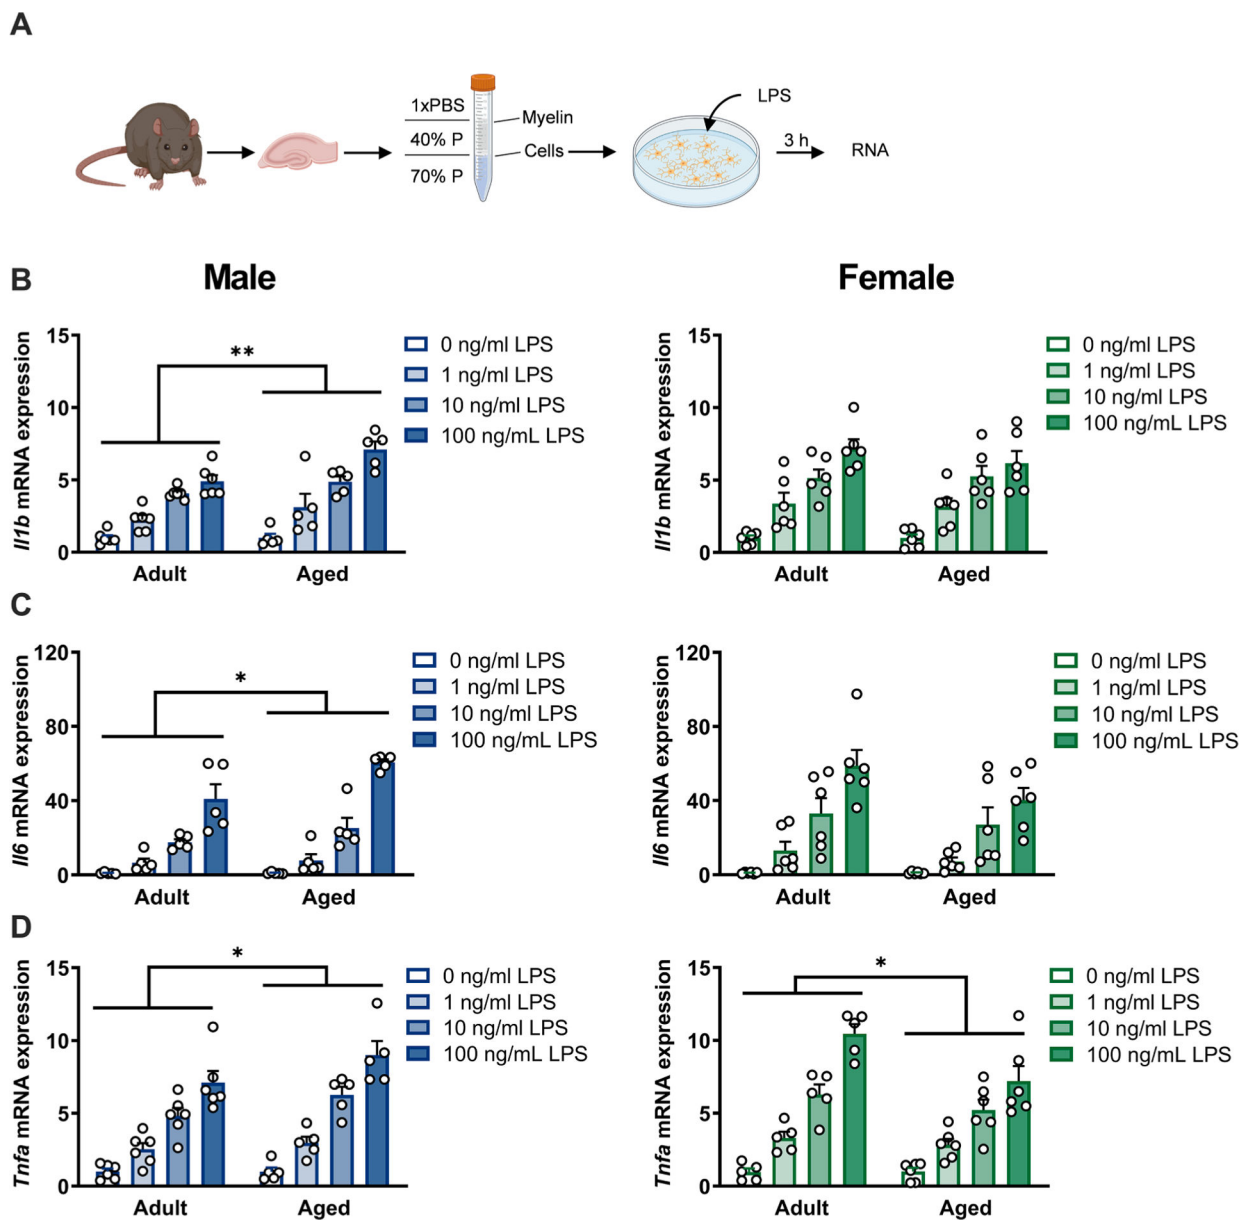 A
1xPBS
40% P
70% P
Myelin
Cells
LPS
3 h
RNA
B
Male
Female
Il1b mRNA expression
15
10
5
0
**
Adult
Aged
0 ng/ml LPS
1 ng/ml LPS
10 ng/ml LPS
100 ng/mL LPS
Il1b mRNA expression
15
10
5
0
Adult
Aged
0 ng/ml LPS
1 ng/ml LPS
10 ng/ml LPS
100 ng/mL LPS
C
Il6 mRNA expression
120
80
40
0
*
Adult
Aged
0 ng/ml LPS
1 ng/ml LPS
10 ng/ml LPS
100 ng/mL LPS
Il6 mRNA expression
120
80
40
0
Adult
Aged
0 ng/ml LPS
1 ng/ml LPS
10 ng/ml LPS
100 ng/mL LPS
D
Tnfa mRNA expression
15
10
5
0
*
Adult
Aged
0 ng/ml LPS
1 ng/ml LPS
10 ng/ml LPS
100 ng/mL LPS
Tnfa mRNA expression
15
10
5
0
*
Adult
Aged
0 ng/ml LPS
1 ng/ml LPS
10 ng/ml LPS
100 ng/mL LPS